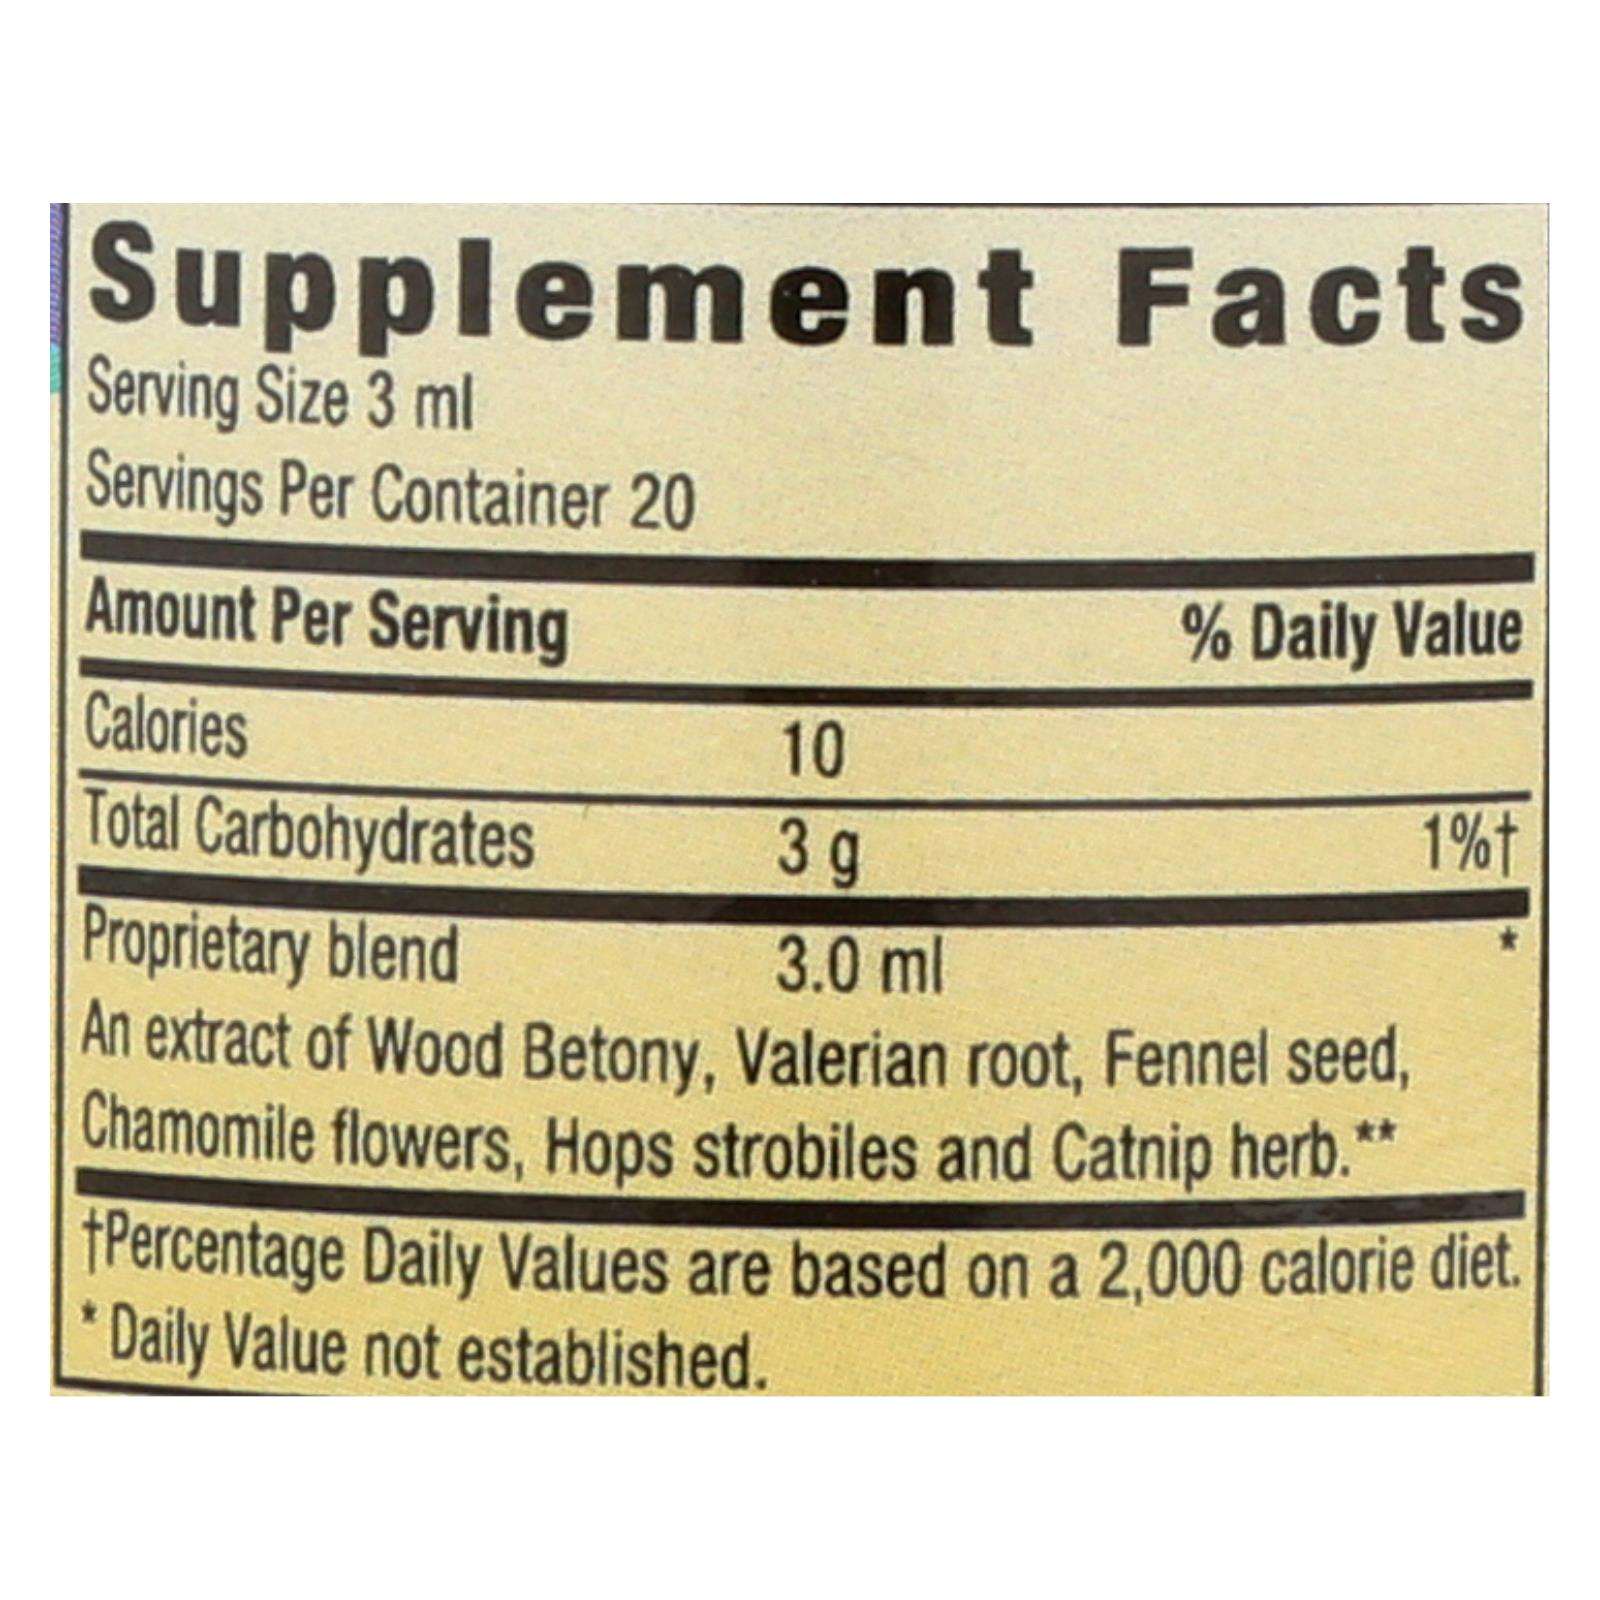 Supplement Facts
Serving Size 3 ml
Servings Per Container 20
Amount Per Serving % Daily Value
Calories 10
Total Carbohydrates 3 g 1%†
Proprietary blend 3.0 ml *
An extract of Wood Betony, Valerian root, Fennel seed,
Chamomile flowers, Hops strobiles and Catnip herb.**
†Percentage Daily Values are based on a 2,000 calorie diet.
* Daily Value not established.